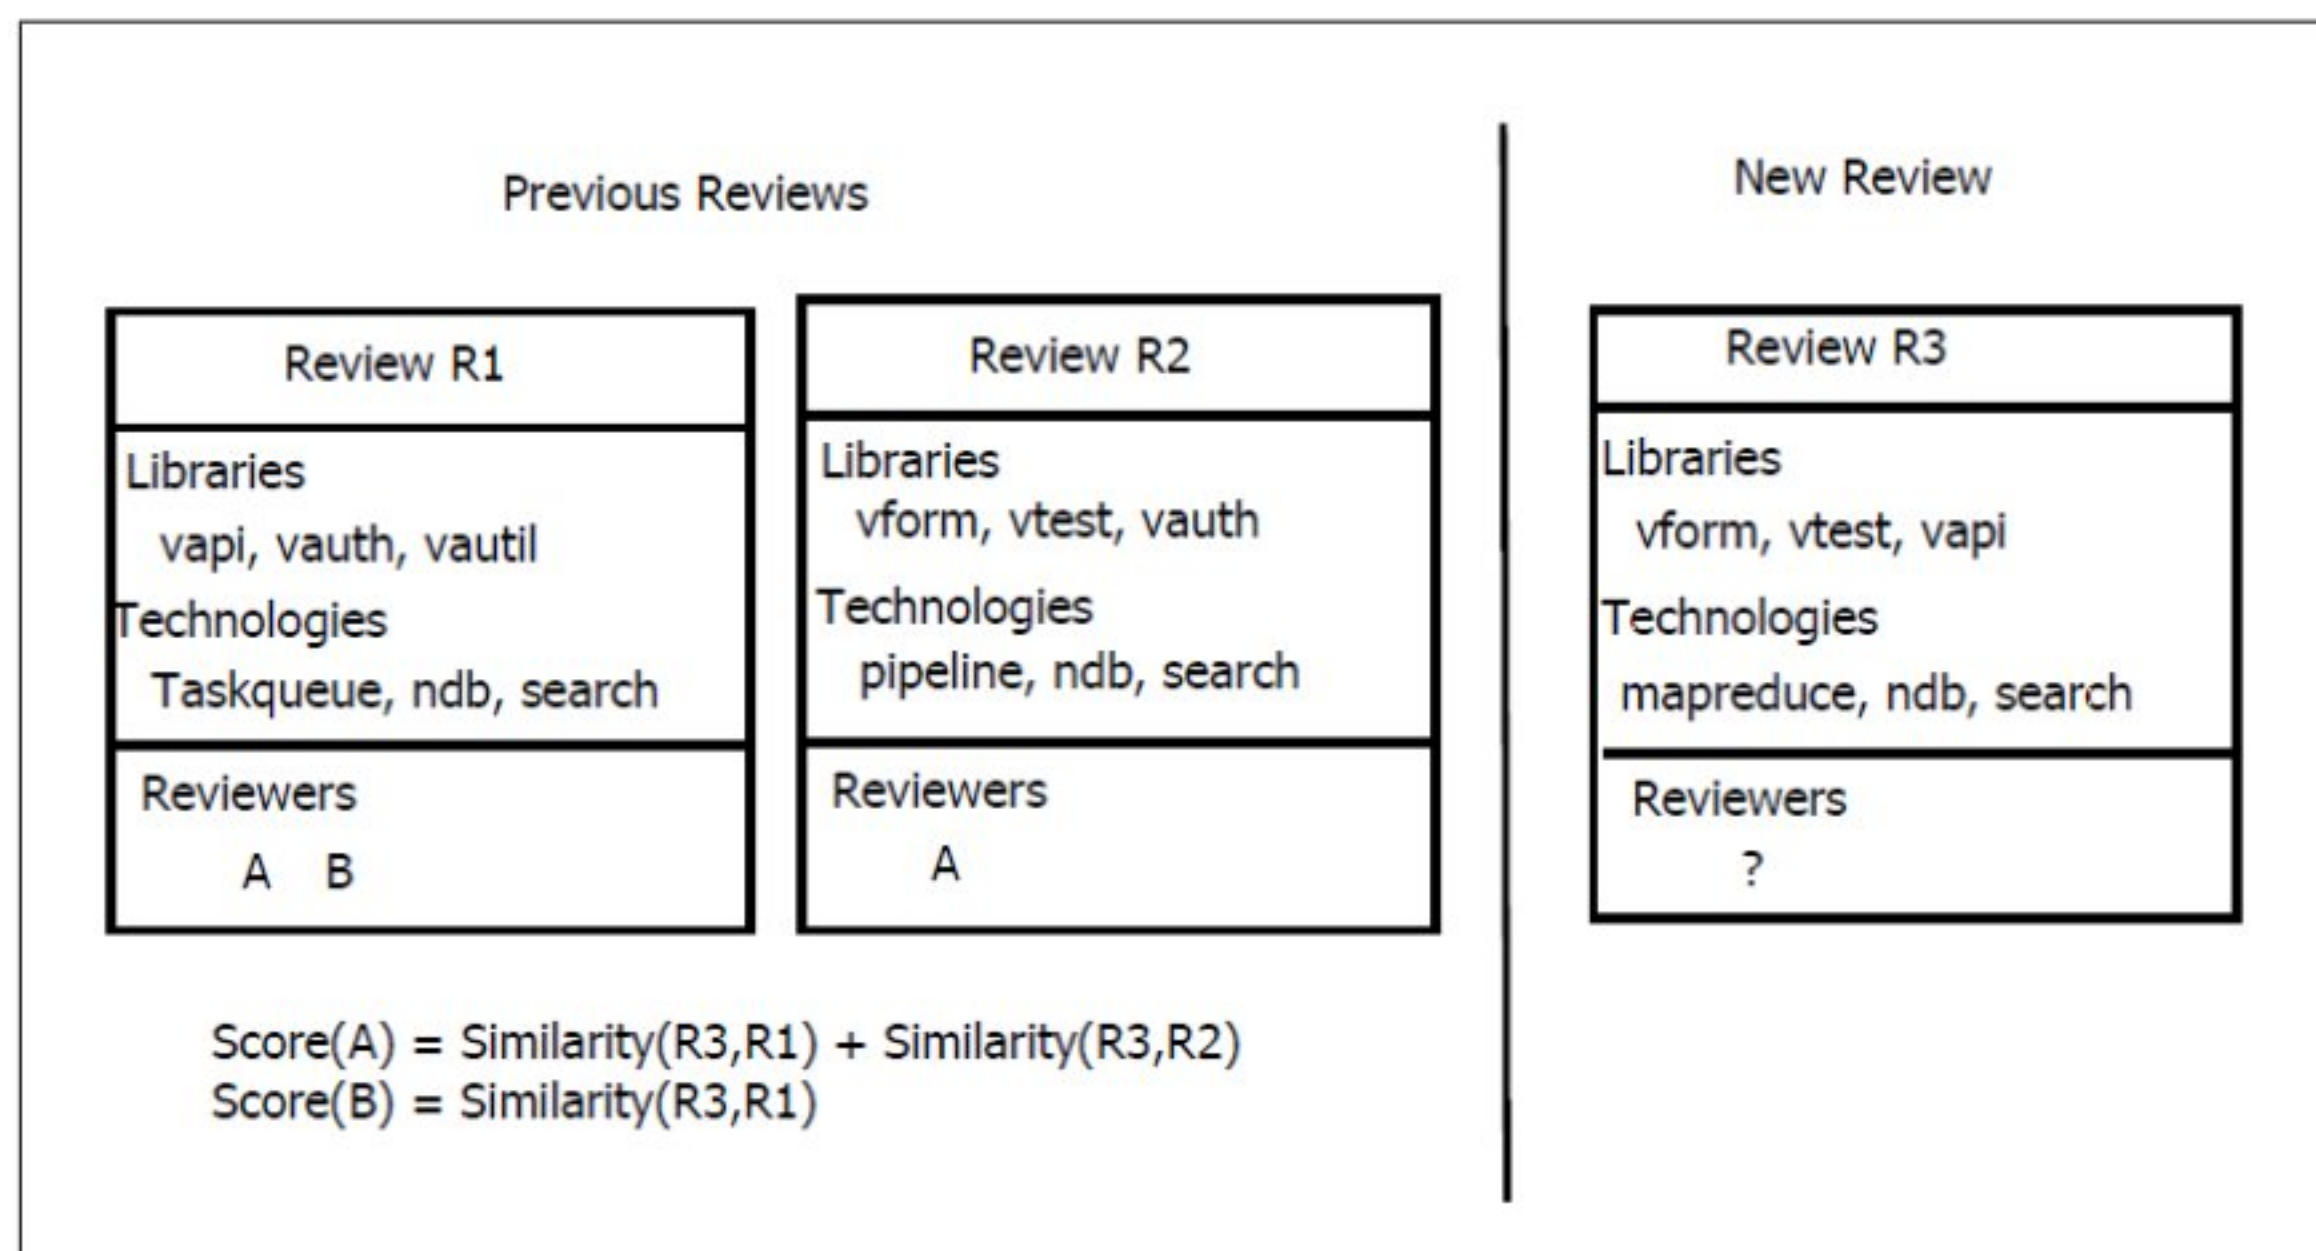 Previous Reviews
New Review
Review R1
Libraries
vapi, vauth, vautil
Technologies
Taskqueue, ndb, search
Reviewers
A B
Review R2
Libraries
vform, vtest, vauth
Technologies
pipeline, ndb, search
Reviewers
A
Review R3
Libraries
vform, vtest, vapi
Technologies
mapreduce, ndb, search
Reviewers
?
Score(A) = Similarity(R3,R1) + Similarity(R3,R2)
Score(B) = Similarity(R3,R1)